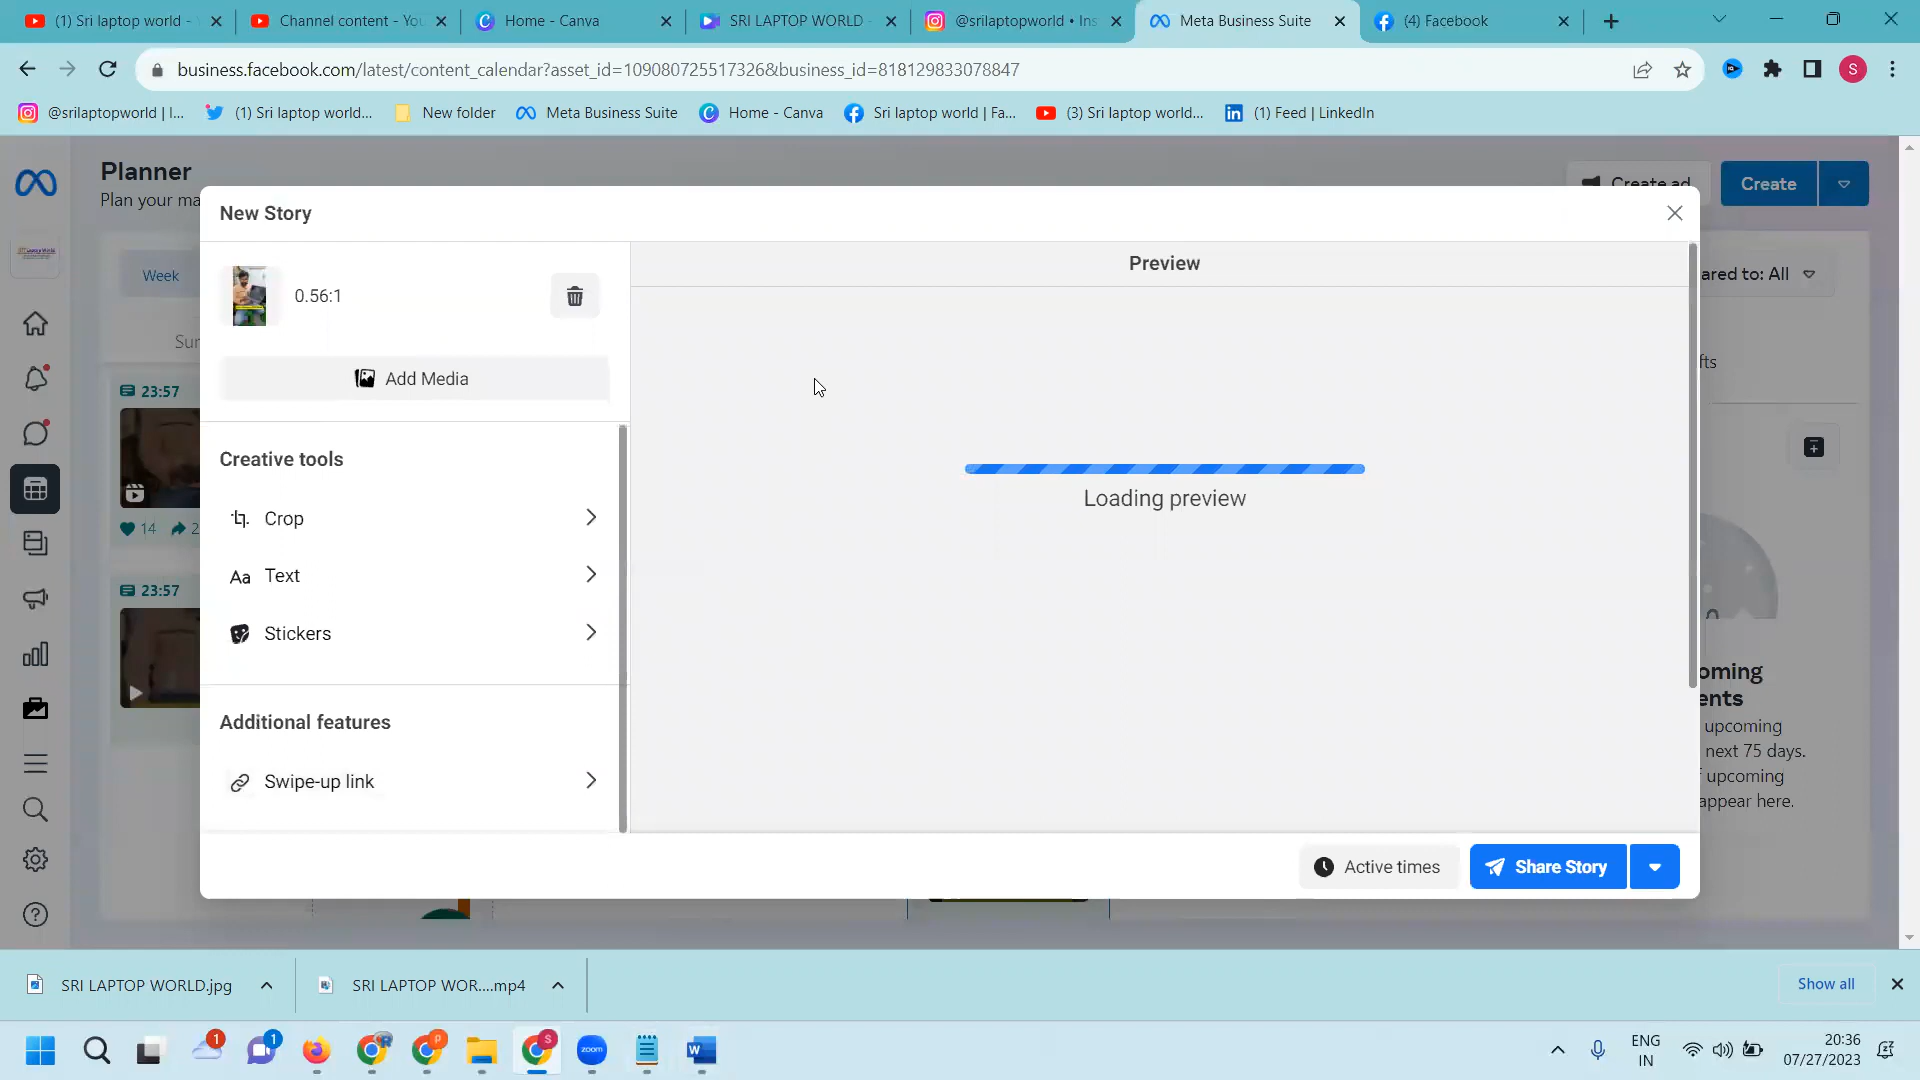 (1) Sri laptop world -
Channel content - You
Home - Canva
SRI LAPTOP WORLD -
@srilaptopworld • Ins
Meta Business Suite
(4) Facebook
business.facebook.com/latest/content_calendar?asset_id=109080725517326&business_id=818129833078847
S
@srilaptopworld | I...
(1) Sri laptop world...
New folder
Meta Business Suite
Home - Canva
Sri laptop world | Fa...
(3) Sri laptop world...
(1) Feed | LinkedIn
Planner
Plan your ma
Create ad
Create
New Story
Week
0.56:1
Preview
ared to: All
Sun
23:57
Add Media
fts
Creative tools
14
2
Loading preview
Crop
Text
23:57
Stickers
oming
ents
Additional features
upcoming
next 75 days.
upcoming
appear here.
Swipe-up link
Active times
Share Story
SRI LAPTOP WORLD.jpg
SRI LAPTOP WOR....mp4
Show all
1
1
R
P
S
zoom
W
ENG
IN
20:36
07/27/2023